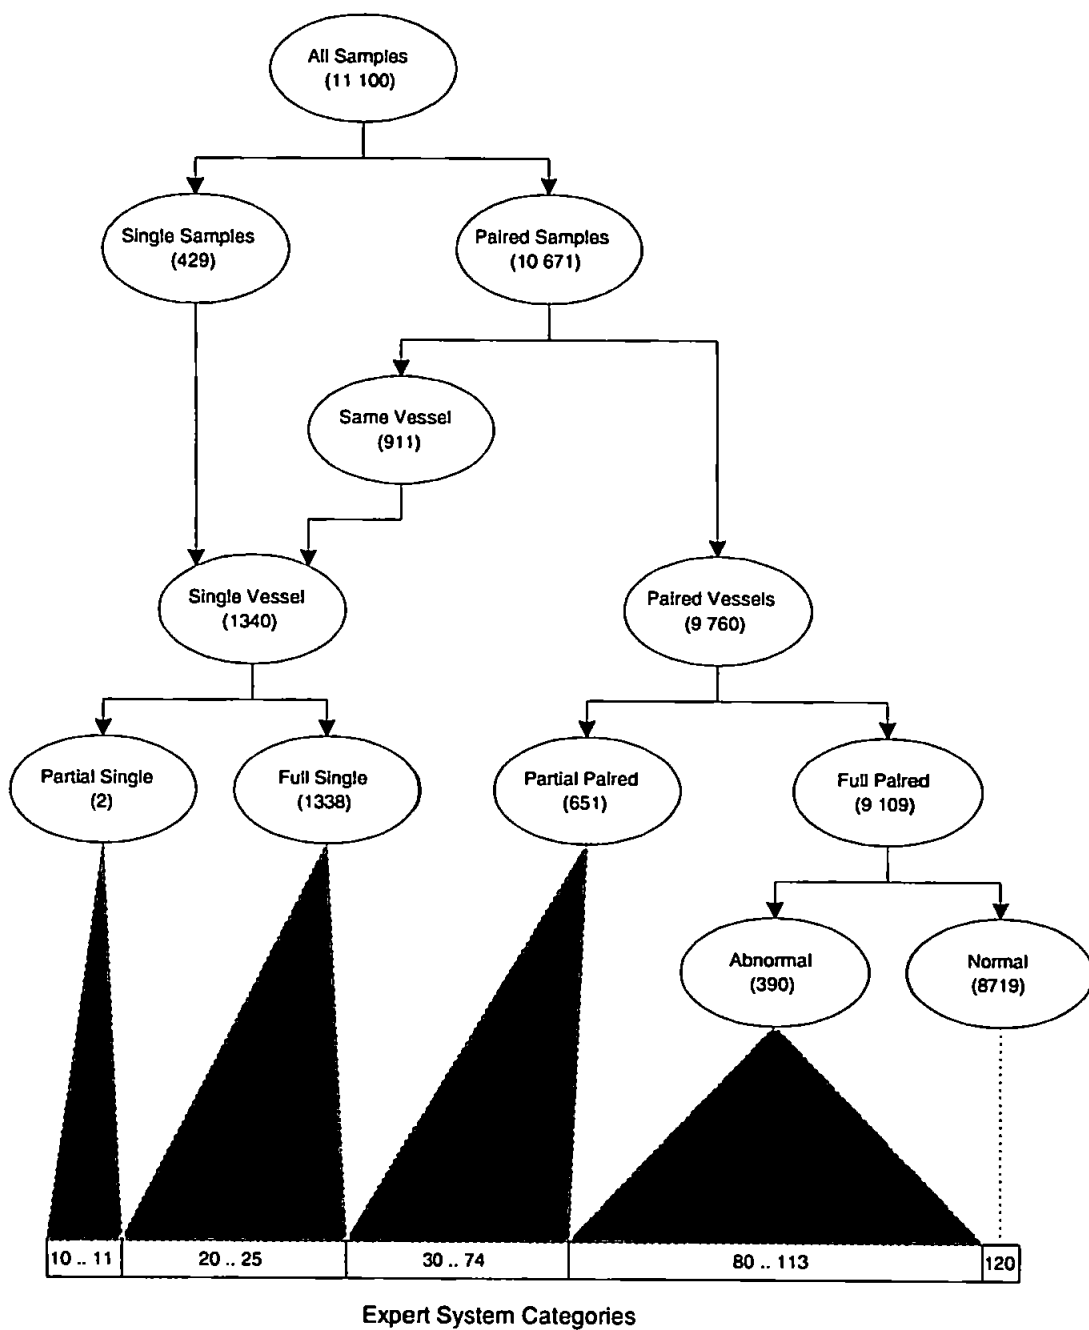 All Samples
(11 100)
Single Samples
(429)
Paired Samples
(10 671)
Same Vessel
(911)
Single Vessel
(1340)
Paired Vessels
(9 760)
Partial Single
(2)
Full Single
(1338)
Partial Paired
(651)
Full Paired
(9 109)
Abnormal
(390)
Normal
(8719)
10 .. 11
20 .. 25
30 .. 74
80 .. 113
120
Expert System Categories